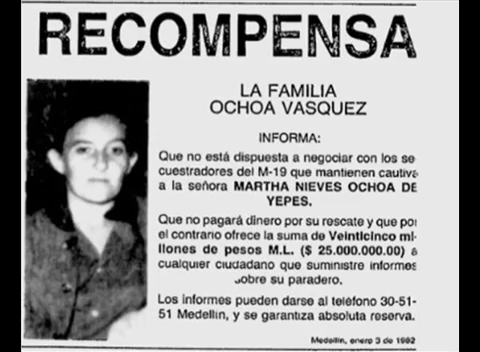 RECOMPENSA
LA FAMILIA
OCHOA VASQUEZ
INFORMA:
Que no está dispuesta a negociar con los se
cuestradores del M-19 que mantienen cautiva
a la señora MARTHA NIEVES OCHOA DE
YEPES.
Que no pagará dinero por su rescate y que por
el contrario ofrece la suma de Veinticinco mi
llones de pesos M.L. ($ 25.000.000.00) a
cualquier ciudadano que suministre informes
sobre su paradero.
Los informes pueden darse al teléfono 30-51-
51 Medellín, y se garantiza absoluta reserva.
Medellín, enero 3 de 1982